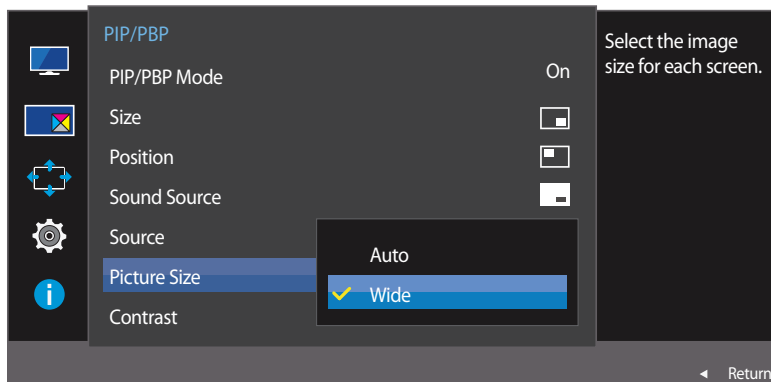 PIP/PBP
PIP/PBP Mode
On
Size
Position
Sound Source
Source
Picture Size
Contrast
Auto
Wide
Select the image
size for each screen.
Return